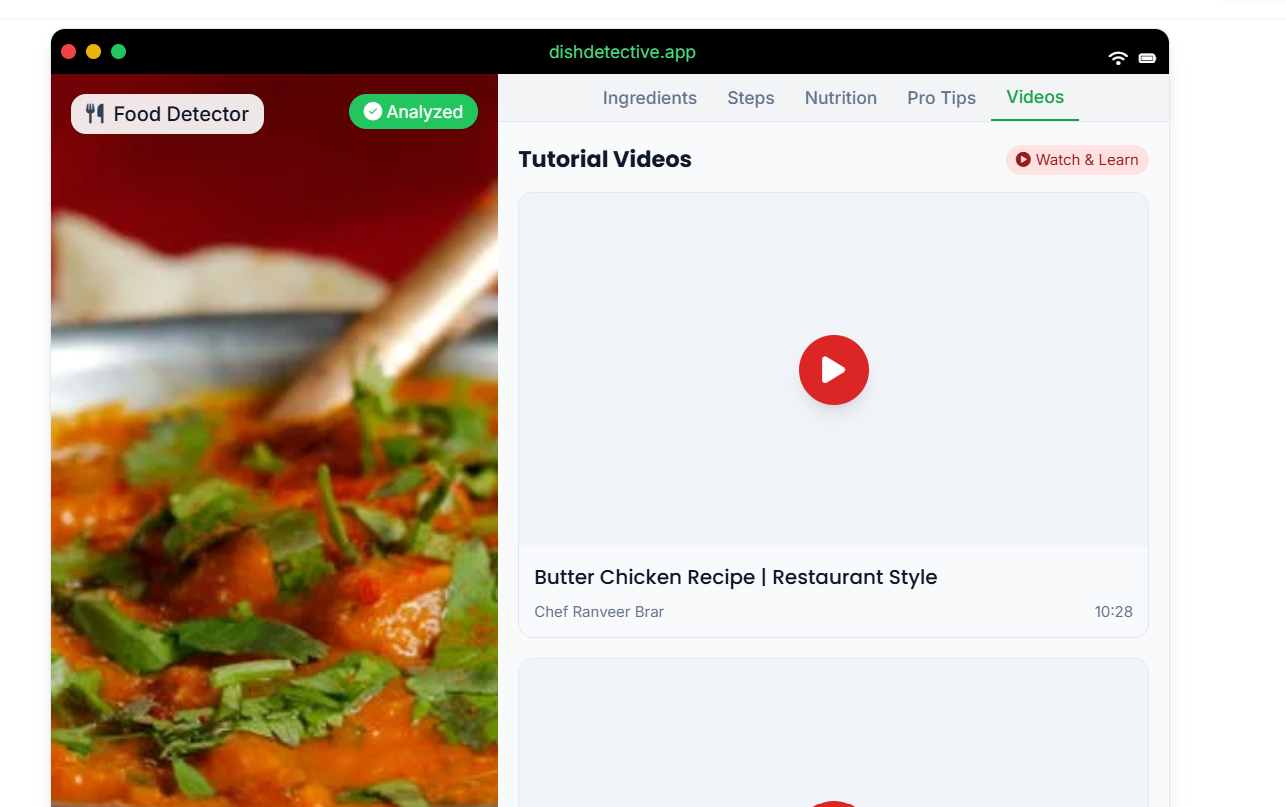 dishdetective.app
Food Detector
Analyzed
Ingredients Steps Nutrition Pro Tips Videos
Tutorial Videos
Watch & Learn
Butter Chicken Recipe | Restaurant Style
Chef Ranveer Brar
10:28